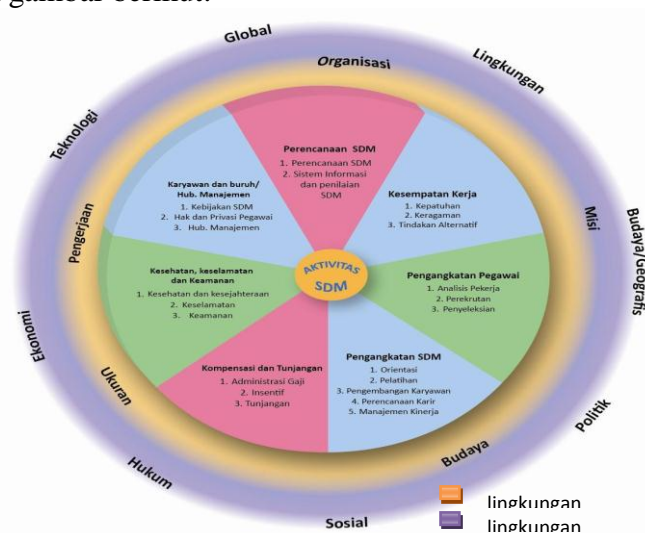 gambar berikut.
Global
Organisasi
Lingkungan
Teknologi
Perencanaan SDM
1. Perencanaan SDM
2. Sistem Informasi
dan penilaian
SDM
Karyawan dan buruh/
Hub. Manajemen
1. Kebijakan SDM
2. Hak dan Privasi Pegawai
3. Hub. Manajemen
Kesempatan Kerja
1. Kepatuhan
2. Keragaman
3. Tindakan Alternatif
Pengerjaan
Misi
Budaya/Geografis
Kesehatan, keselamatan
dan Keamanan
1. Kesehatan dan kesejahteraan
2. Keselamatan
3. Keamanan
AKTIVITAS
SDM
Pengangkatan Pegawai
1. Analisis Pekerja
2. Perekrutan
3. Penyeleksian
Ekonomi
Ukuran
Kompensasi dan Tunjangan
1. Administrasi Gaji
2. Insentif
3. Tunjangan
Pengangkatan SDM
1. Orientasi
2. Pelatihan
3. Pengembangan Karyawan
4. Perencanaan Karir
5. Manajemen Kinerja
Politik
Hukum
Budaya
Sosial
lingkungan
lingkungan